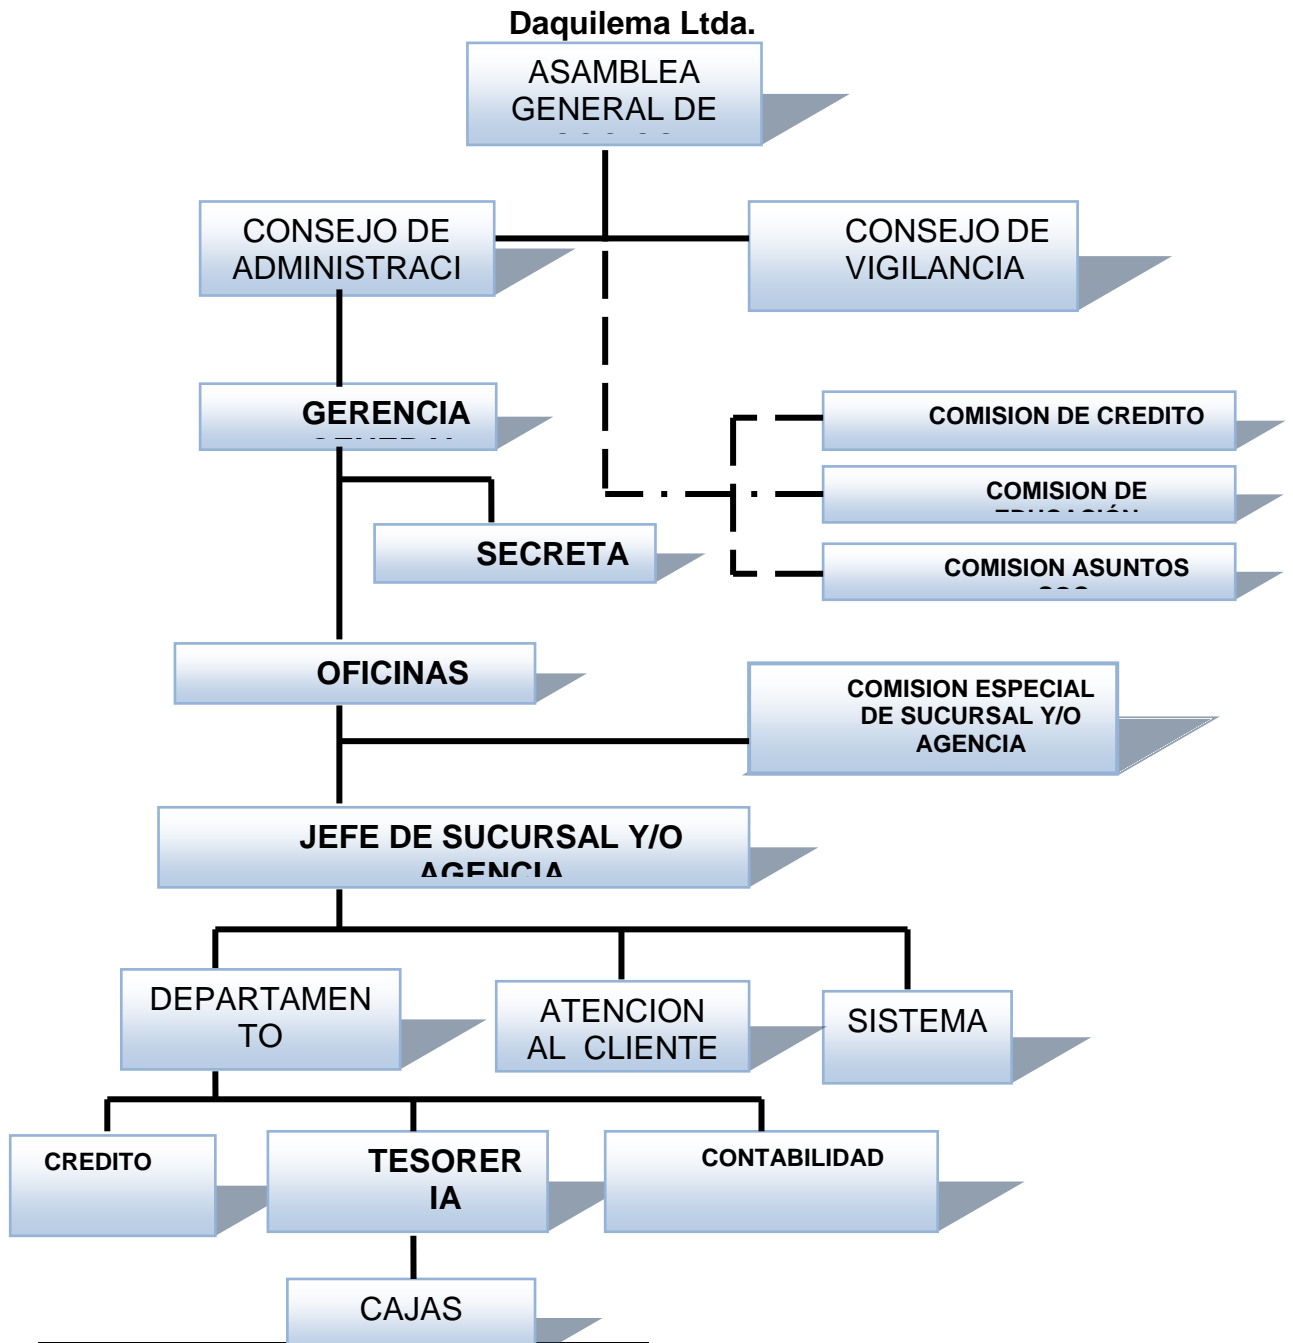 Daquilema Ltda.
ASAMBLEA
GENERAL DE
CONSEJO DE
ADMINISTRACI
CONSEJO DE
VIGILANCIA
GERENCIA
COMISION DE CREDITO
COMISION DE
EDUCACIÓN
SECRETA
COMISION ASUNTOS
OFICINAS
COMISION ESPECIAL
DE SUCURSAL Y/O
AGENCIA
JEFE DE SUCURSAL Y/O
AGENCIA
DEPARTAMEN
TO
ATENCION
AL CLIENTE
SISTEMA
CREDITO
TESORER
IA
CONTABILIDAD
CAJAS